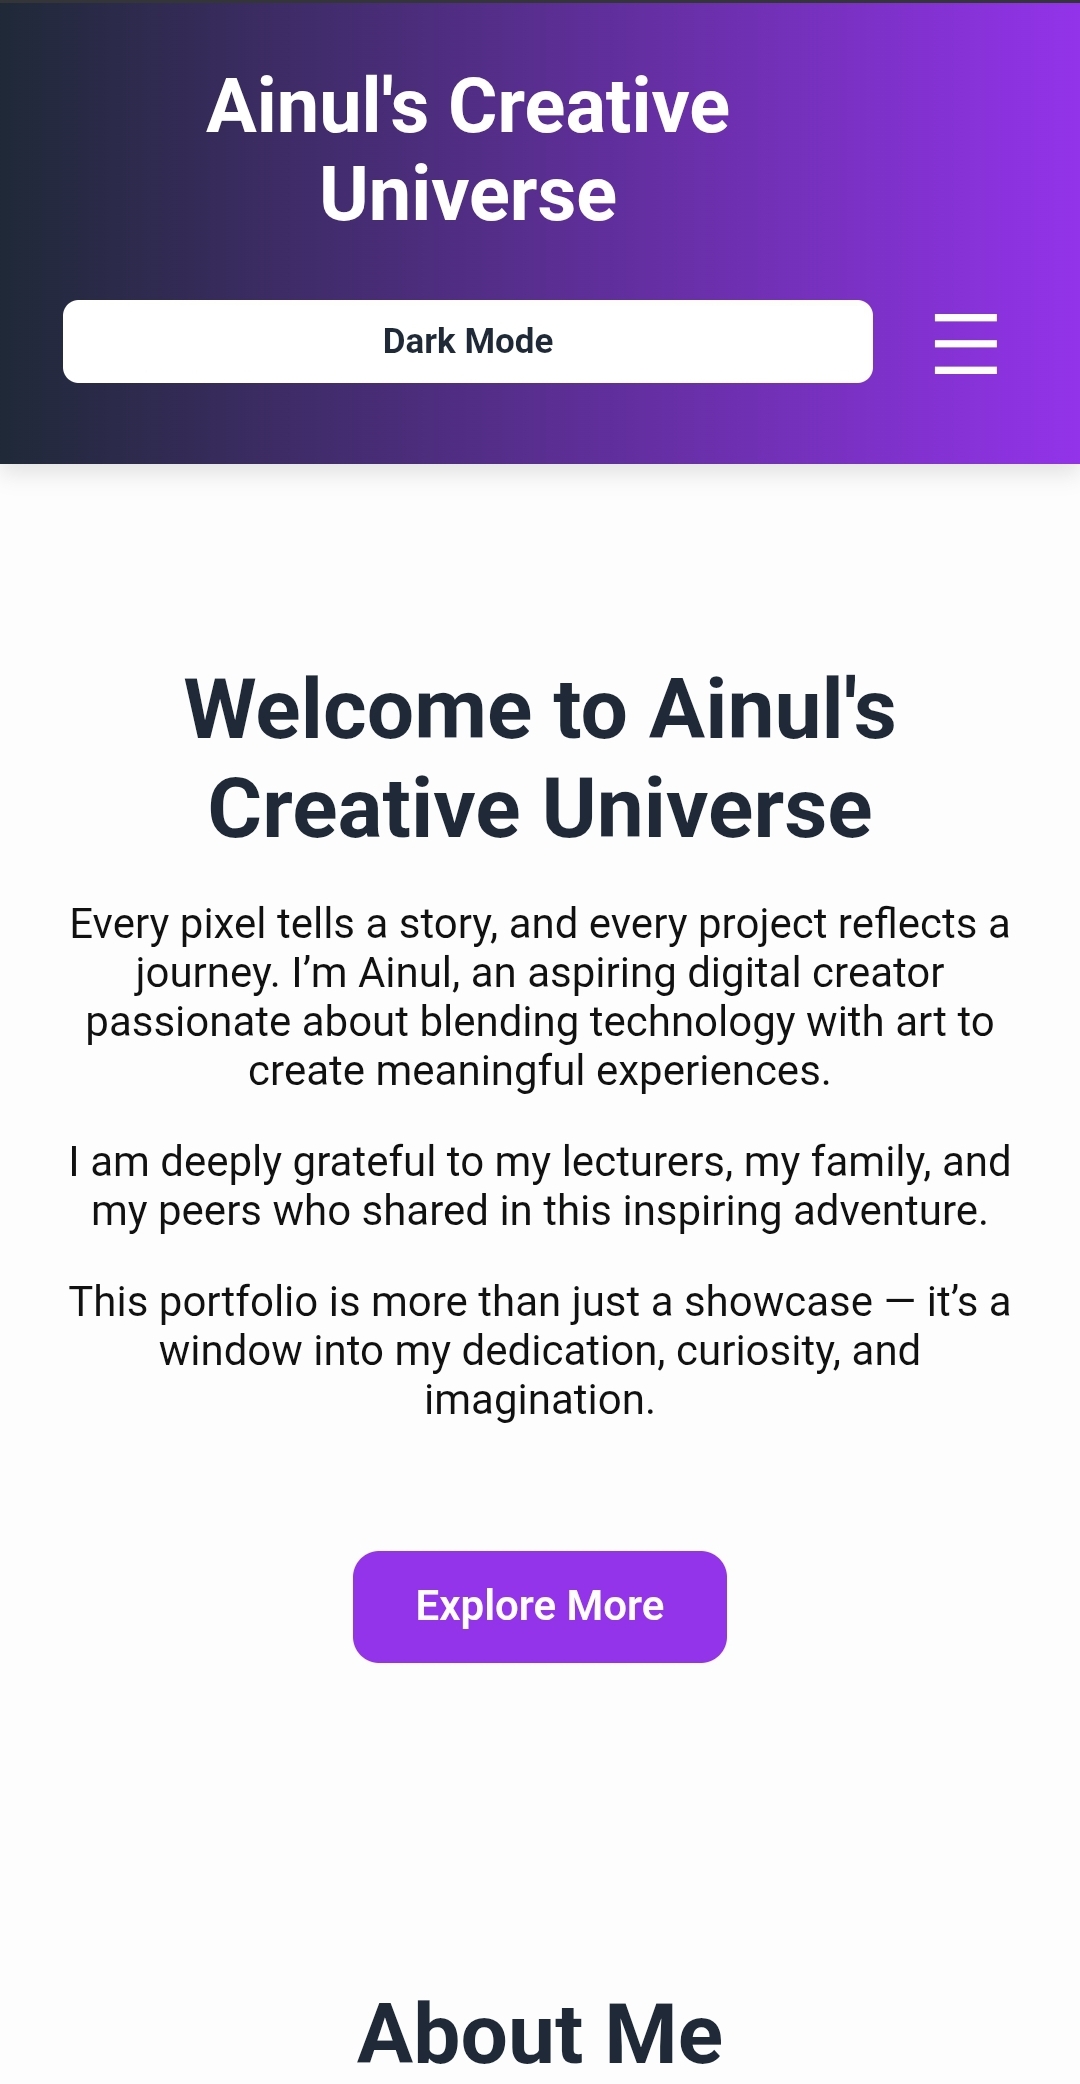 Ainul's Creative
Universe
Dark Mode
Welcome to Ainul's
Creative Universe
Every pixel tells a story, and every project reflects a
journey. I’m Ainul, an aspiring digital creator
passionate about blending technology with art to
create meaningful experiences.
I am deeply grateful to my lecturers, my family, and
my peers who shared in this inspiring adventure.
This portfolio is more than just a showcase — it’s a
window into my dedication, curiosity, and
imagination.
Explore More
About Me